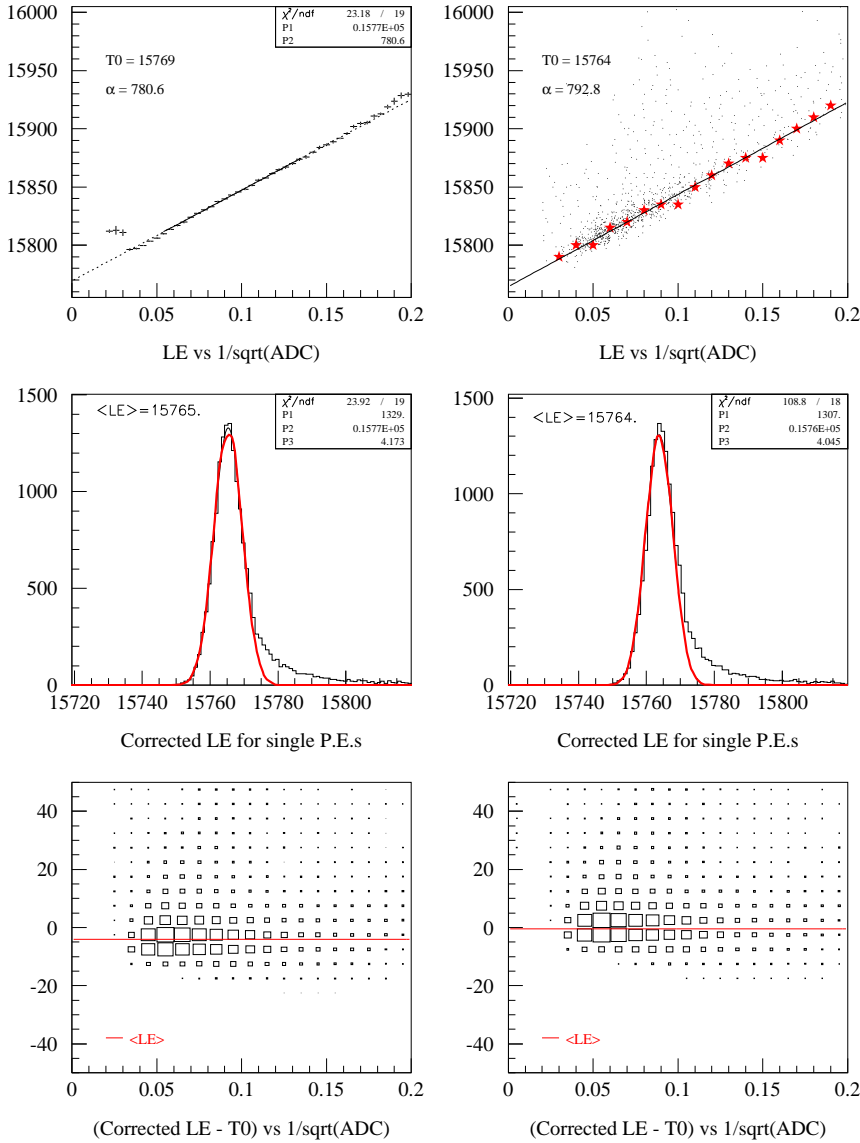 16000
15950
15900
15850
15800
0
0.05
0.1
0.15
0.2
T0 = 15769
α = 780.6
χ²/ndf 23.18 / 19
P1 0.1577E+05
P2 780.6
LE vs 1/sqrt(ADC)
16000
15950
15900
15850
15800
0
0.05
0.1
0.15
0.2
T0 = 15764
α = 792.8
LE vs 1/sqrt(ADC)
1500
1000
500
0
15720
15740
15760
15780
15800
<LE>=15765.
χ²/ndf 23.92 / 19
P1 1329.
P2 0.1577E+05
P3 4.173
Corrected LE for single P.E.s
1500
1000
500
0
15720
15740
15760
15780
15800
<LE>=15764.
χ²/ndf 108.8 / 18
P1 1307.
P2 0.1576E+05
P3 4.045
Corrected LE for single P.E.s
40
20
0
-20
-40
0
0.05
0.1
0.15
0.2
<LE>
(Corrected LE - T0) vs 1/sqrt(ADC)
40
20
0
-20
-40
0
0.05
0.1
0.15
0.2
<LE>
(Corrected LE - T0) vs 1/sqrt(ADC)